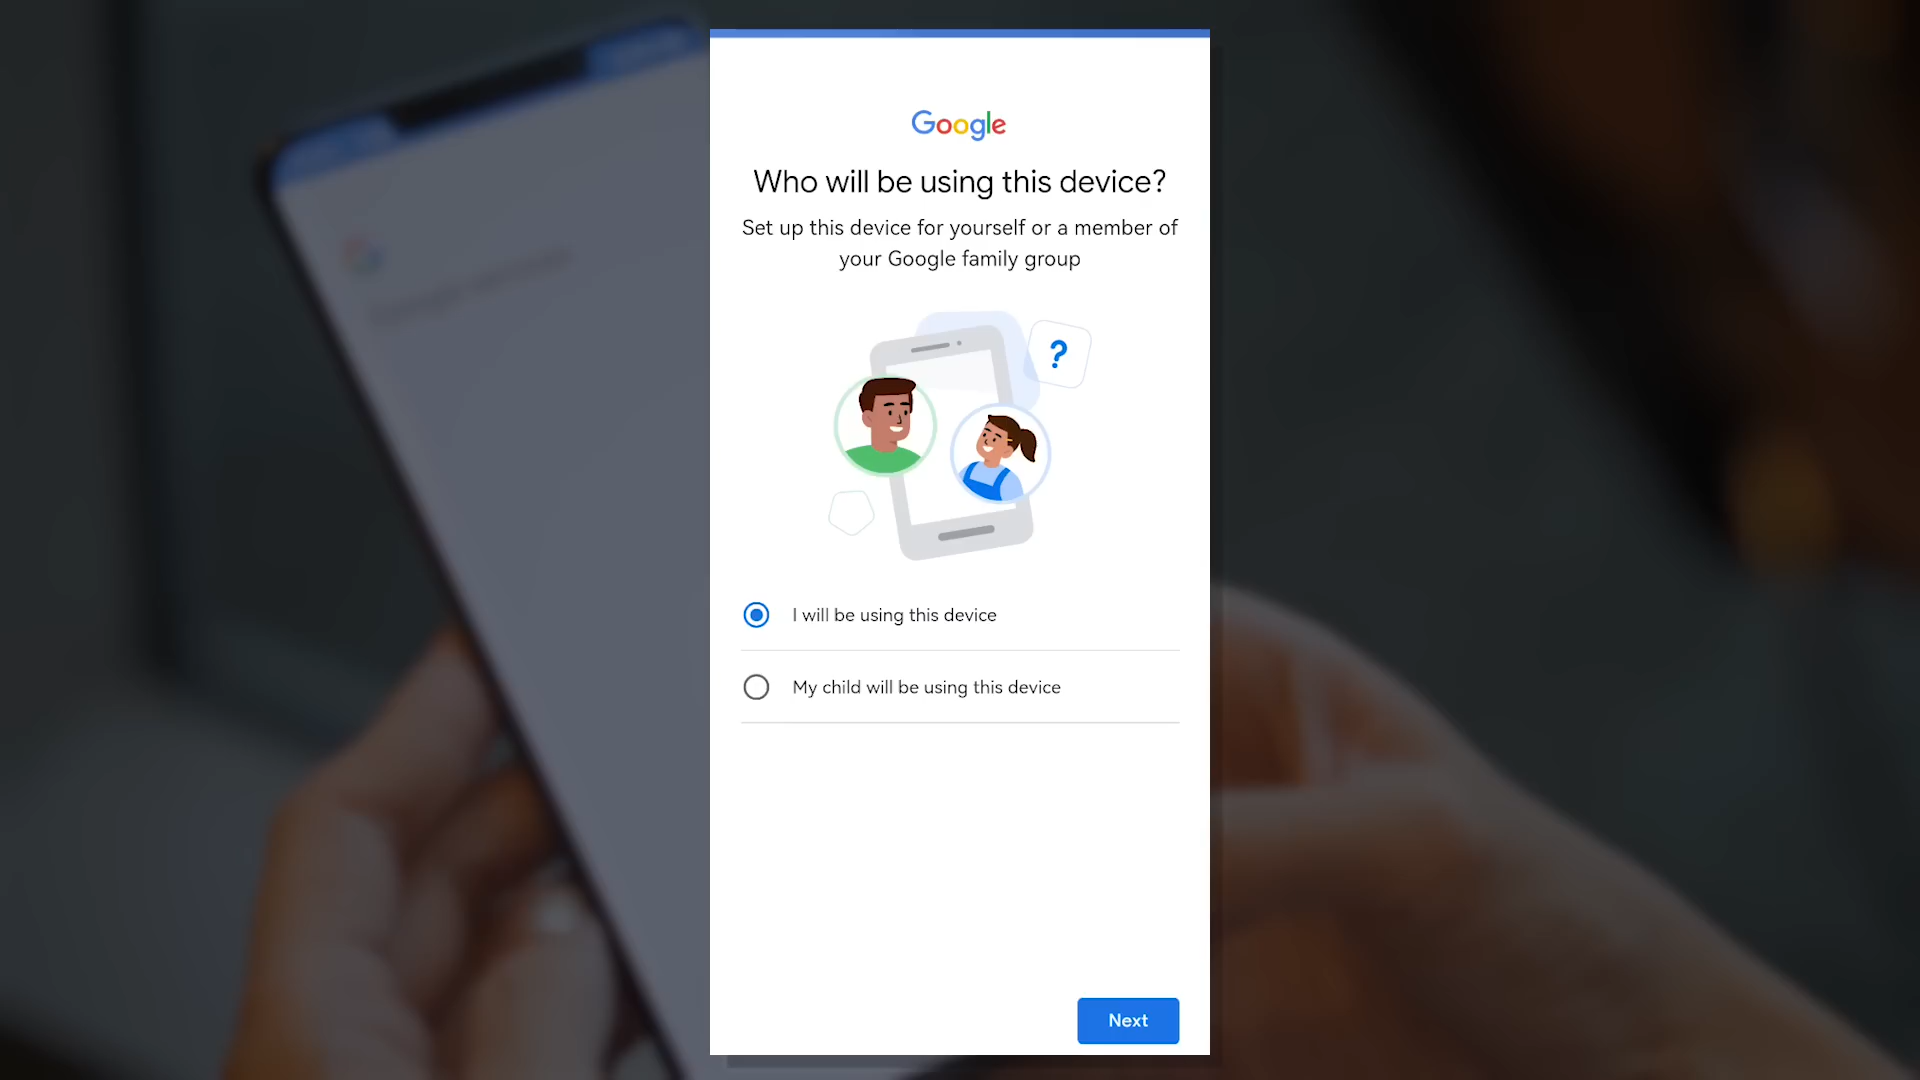 Google
Who will be using this device?
Set up this device for yourself or a member of
your Google family group
?
I will be using this device
My child will be using this device
Next